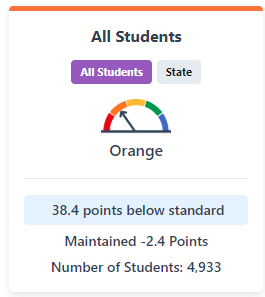 All Students
All Students State
Orange
38.4 points below standard
Maintained -2.4 Points
Number of Students: 4,933